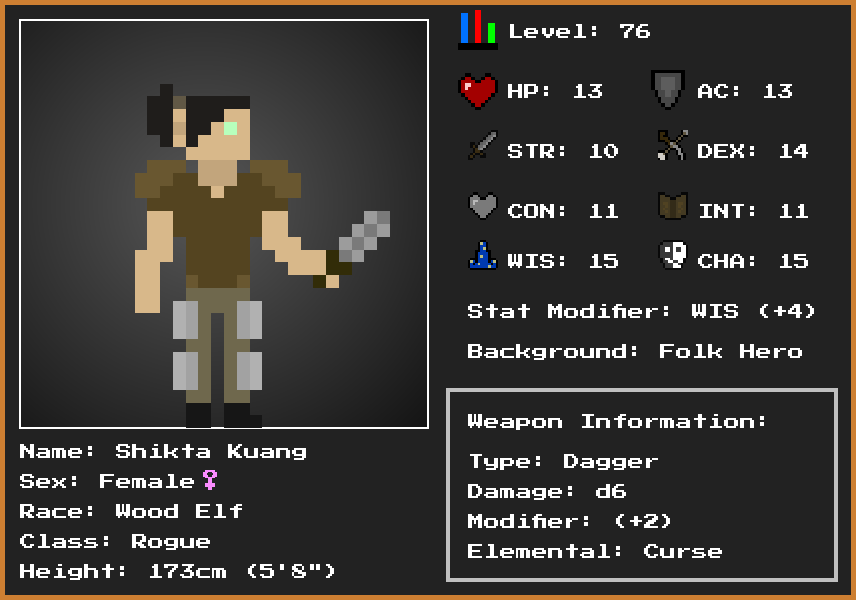 Level: 76
HP: 13
AC: 13
STR: 10
DEX: 14
CON: 11
INT: 11
WIS: 15
CHA: 15
Stat Modifier: WIS (+4)
Background: Folk Hero
Weapon Information:
Type: Dagger
Damage: d6
Modifier: (+2)
Elemental: Curse
Name: Shikta Kuang
Sex: Female♀
Race: Wood Elf
Class: Rogue
Height: 173cm (5'8")